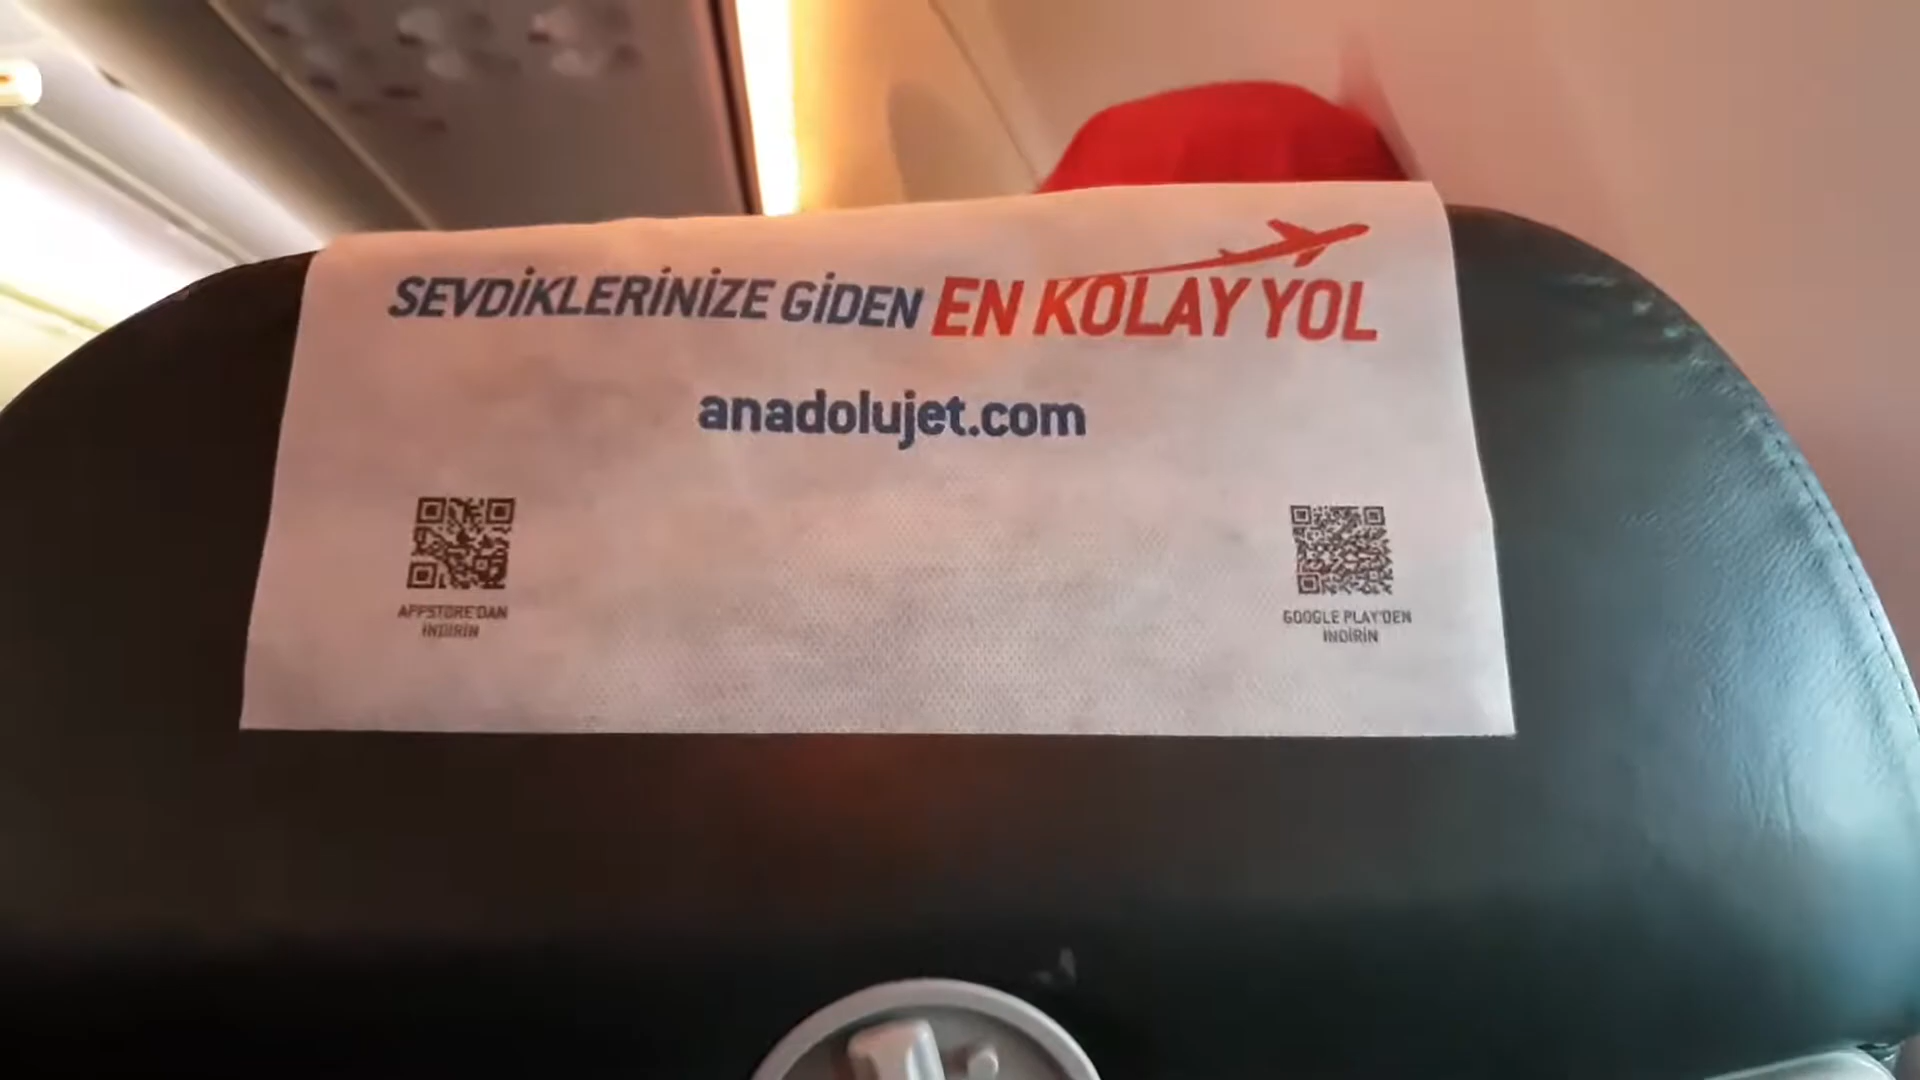 SEVDİKLERİNİZE GİDEN EN KOLAY YOL
anadolujet.com
APPSTORE'DAN
İNDİRİN
GOOGLE PLAY'DEN
İNDİRİN